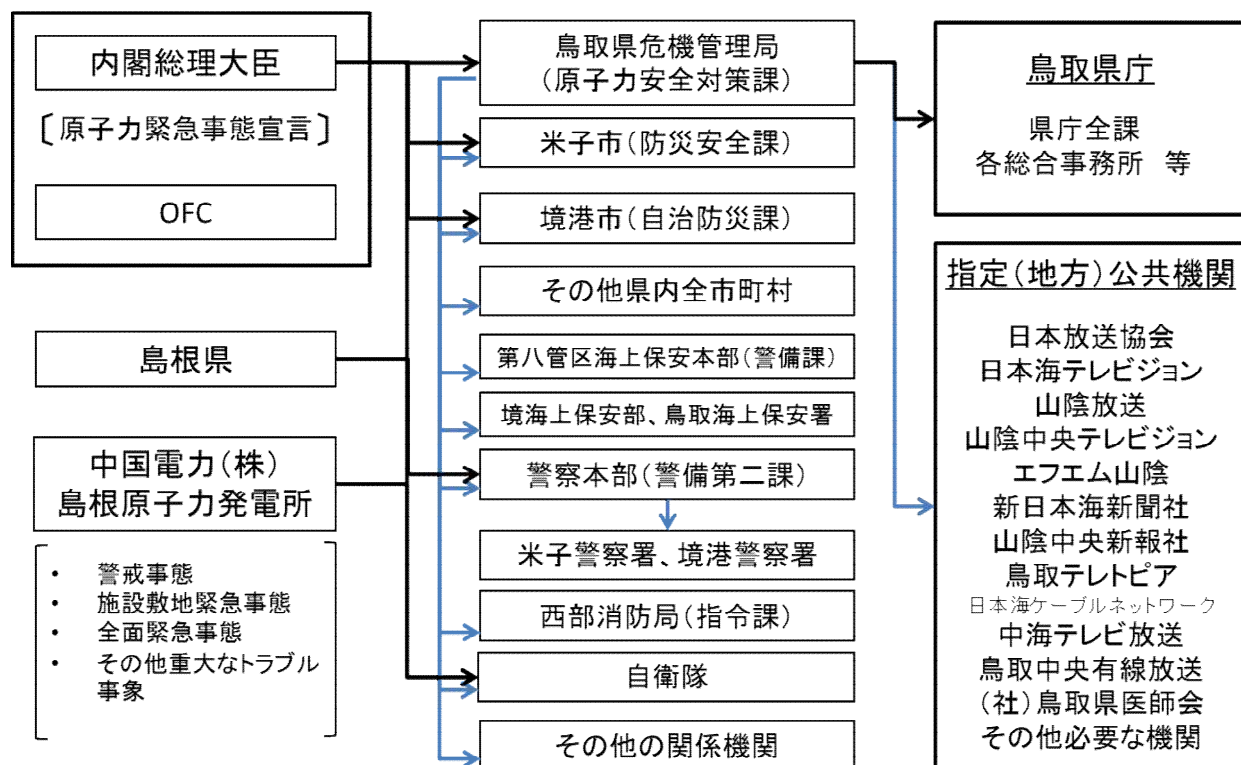 内閣総理大臣
〔原子力緊急事態宣言〕
OFC
島根県
中国電力(株)
島根原子力発電所
・ 警戒事態
・ 施設敷地緊急事態
・ 全面緊急事態
・ その他重大なトラブル
事象
鳥取県危機管理局
(原子力安全対策課)
米子市(防災安全課)
境港市(自治防災課)
その他県内全市町村
第八管区海上保安本部(警備課)
境海上保安部、鳥取海上保安署
警察本部(警備第二課)
米子警察署、境港警察署
西部消防局(指令課)
自衛隊
その他の関係機関
鳥取県庁
県庁全課
各総合事務所 等
指定(地方)公共機関
日本放送協会
日本海テレビジョン
山陰放送
山陰中央テレビジョン
エフエム山陰
新日本海新聞社
山陰中央新報社
鳥取テレトピア
日本海ケーブルネットワーク
中海テレビ放送
鳥取中央有線放送
(社)鳥取県医師会
その他必要な機関